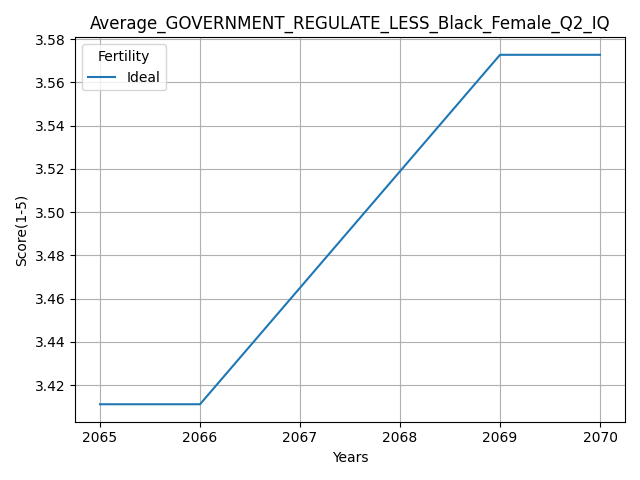 Average_GOVERNMENT_REGULATE_LESS_Black_Female_Q2_IQ
Fertility
Ideal
3.58
3.56
3.54
3.52
3.50
3.48
3.46
3.44
3.42
Score(1-5)
2065 2066 2067 2068 2069 2070
Years